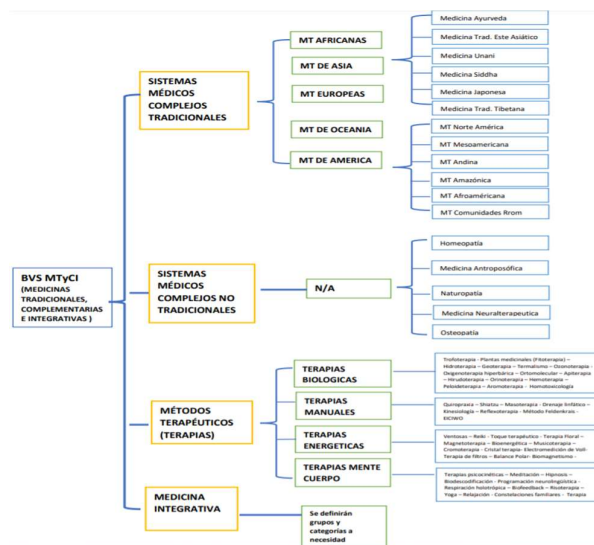 BVS MTyCI
(MEDICINAS
TRADICIONALES,
COMPLEMENTARIAS
E INTEGRATIVAS )
SISTEMAS
MÉDICOS
COMPLEJOS
TRADICIONALES
MT AFRICANAS
MT DE ASIA
MT EUROPEAS
MT DE OCEANIA
MT DE AMERICA
Medicina Ayurveda
Medicina Trad. Este Asiático
Medicina Unani
Medicina Siddha
Medicina Japonesa
Medicina Trad. Tibetana
MT Norte América
MT Mesoamericana
MT Andina
MT Amazónica
MT Afroaméricana
MT Comunidades Rrom
SISTEMAS
MÉDICOS
COMPLEJOS NO
TRADICIONALES
N/A
Homeopatía
Medicina Antroposófica
Naturopatía
Medicina Neuralterapeutica
Osteopatía
MÉTODOS
TERAPÉUTICOS
(TERAPIAS)
TERAPIAS
BIOLOGICAS
Trofoterapia - Plantas medicinales (Fitoterapia) –
Hidroterapia – Geoterapia – Termalismo – Ozonoterapia -
Oxigenoterapia hiperbárica – Ortomolecular – Apiterapia
– Hirudoterapia – Orinoterapia – Hemoterapia –
Peloideterapia – Aromoterapia - Homotoxicología
TERAPIAS
MANUALES
Quiropraxia - Shiatzu – Masoterapia - Drenaje linfático –
Kinesiología – Reflexoterapia - Método Feldenkrais -
TERAPIAS
ENERGETICAS
Ventosas – Reiki - Toque terapéutico - Terapia Floral –
Magnetoterapia – Bioenergética – Musicoterapia –
Cromoterapia - Cristal terapia - Electromedición de Voll-
Terapia de filtros – Balance Polar- Biomagnetismo -
TERAPIAS MENTE
CUERPO
Terapias psicocinéticas – Meditación – Hipnosis –
Biodescodificación - Programación neurolingüística -
Respiración holotrópica – Biofeedback – Risoterapia –
Yoga – Relajación - Constelaciones familiares - Terapia
MEDICINA
INTEGRATIVA
Se definirán
grupos y
categorias a
necesidad